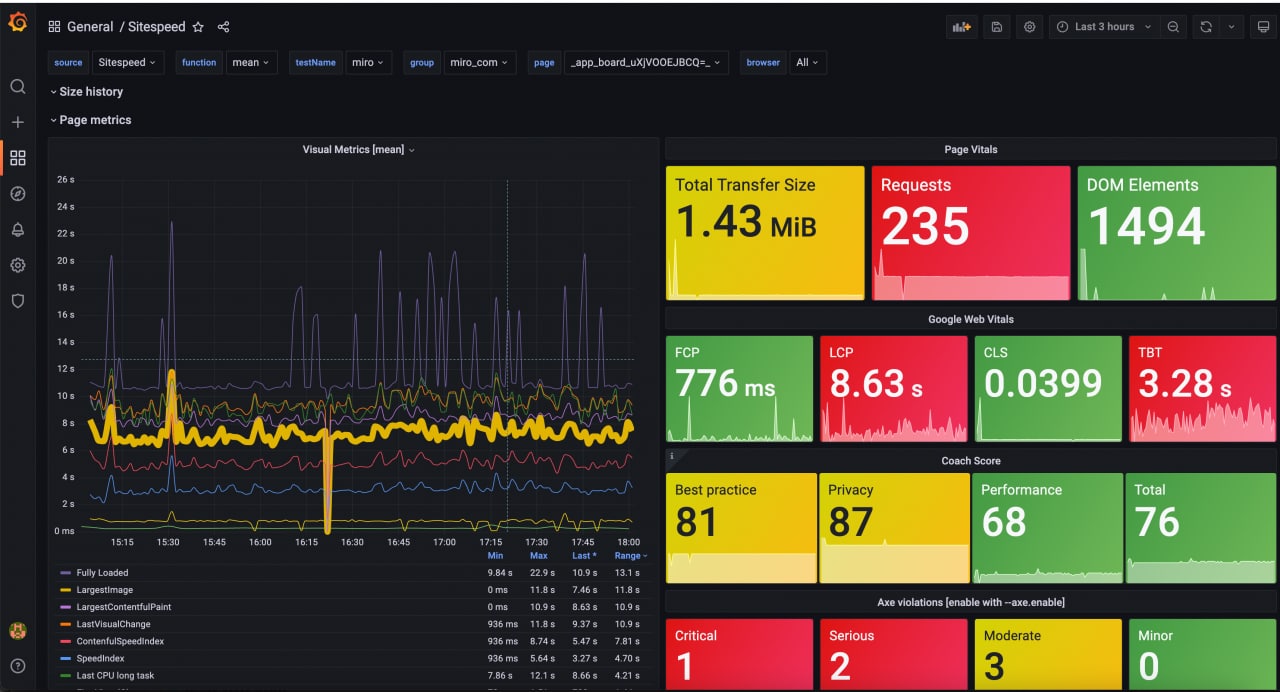 General / Sitespeed
Last 3 hours
source Sitespeed function mean testName miro group miro_com page _app_board_uXjVOOEJBCQ=_ browser All
Size history
Page metrics
Visual Metrics [mean]
26 s
24 s
22 s
20 s
18 s
16 s
14 s
12 s
10 s
8 s
6 s
4 s
2 s
0 ms
15:15 15:30 15:45 16:00 16:15 16:30 16:45 17:00 17:15 17:30 17:45 18:00
Min Max Last * Range
Fully Loaded 9.84 s 22.9 s 10.9 s 13.1 s
LargestImage 0 ms 11.8 s 7.46 s 11.8 s
LargestContentfulPaint 0 ms 10.9 s 8.63 s 10.9 s
LastVisualChange 936 ms 11.8 s 9.37 s 10.9 s
ContenfulSpeedIndex 936 ms 8.74 s 5.47 s 7.81 s
SpeedIndex 936 ms 5.64 s 3.27 s 4.70 s
Last CPU long task 7.86 s 12.1 s 8.66 s 4.21 s
Page Vitals
Total Transfer Size
1.43 MiB
Requests
235
DOM Elements
1494
Google Web Vitals
FCP
776 ms
LCP
8.63 s
CLS
0.0399
TBT
3.28 s
i
Coach Score
Best practice
81
Privacy
87
Performance
68
Total
76
Axe violations [enable with --axe.enable]
Critical
1
Serious
2
Moderate
3
Minor
0